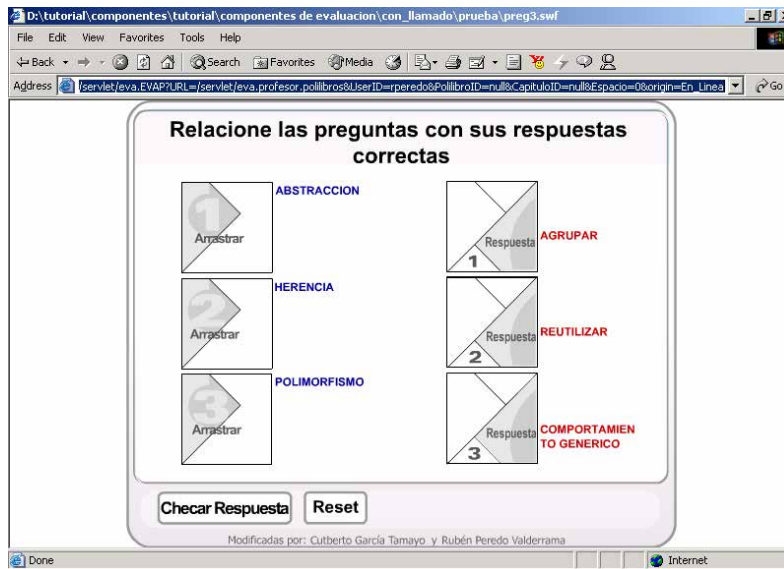 D:\tutorial\componentes\tutorial\componentes de evaluacion\con_llamado\prueba\preg3.swf
File Edit View Favorites Tools Help
Back Search Favorites Media
Address /servlet/eva.EVAP?URL=/servlet/eva.profesor.polilibros&UserID=rperedo&PolilibroID=null&CapituloID=null&Espacio=0&origin=En_Linea Go
Relacione las preguntas con sus respuestas
correctas
1
Arrastrar
ABSTRACCION
Respuesta
1
AGRUPAR
2
Arrastrar
HERENCIA
Respuesta
2
REUTILIZAR
3
Arrastrar
POLIMORFISMO
Respuesta
3
COMPORTAMIEN
TO GENERICO
Checar Respuesta Reset
Modificadas por: Cutberto García Tamayo y Rubén Peredo Valderrama
Done Internet